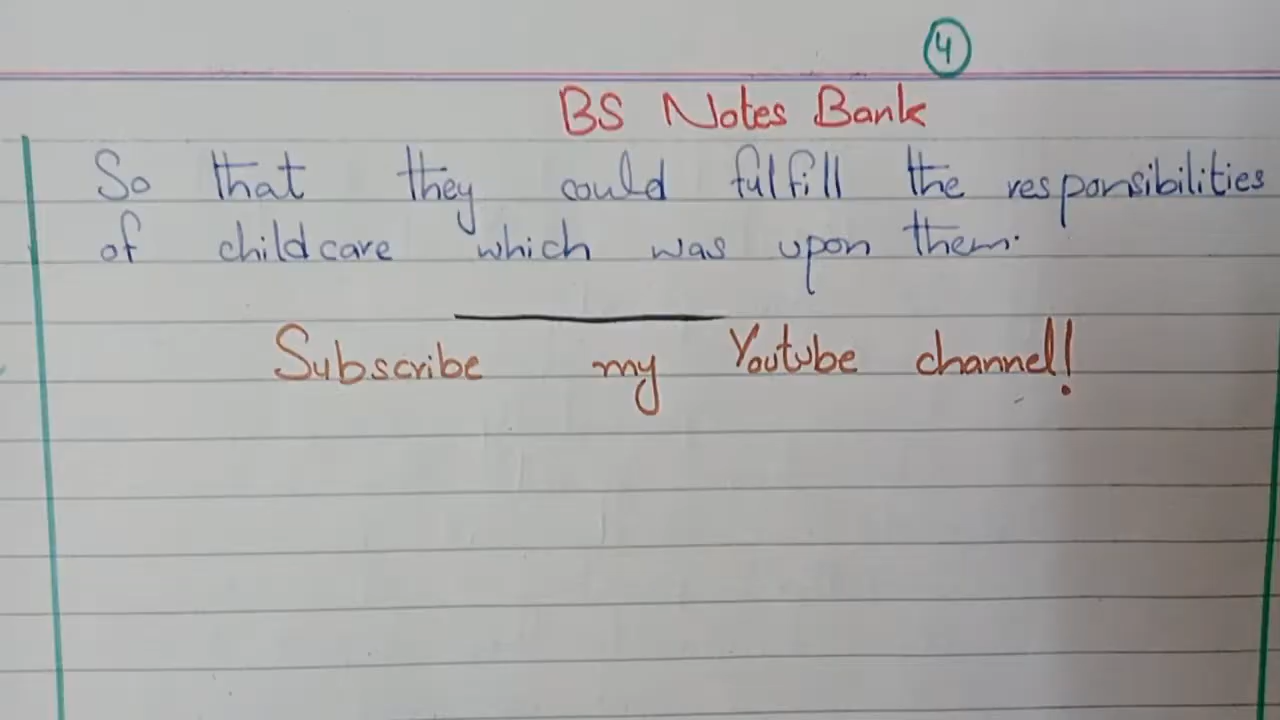 4
BS Notes Bank
So that they could fulfill the responsibilities
of childcare which was upon them.
Subscribe my Youtube channel!